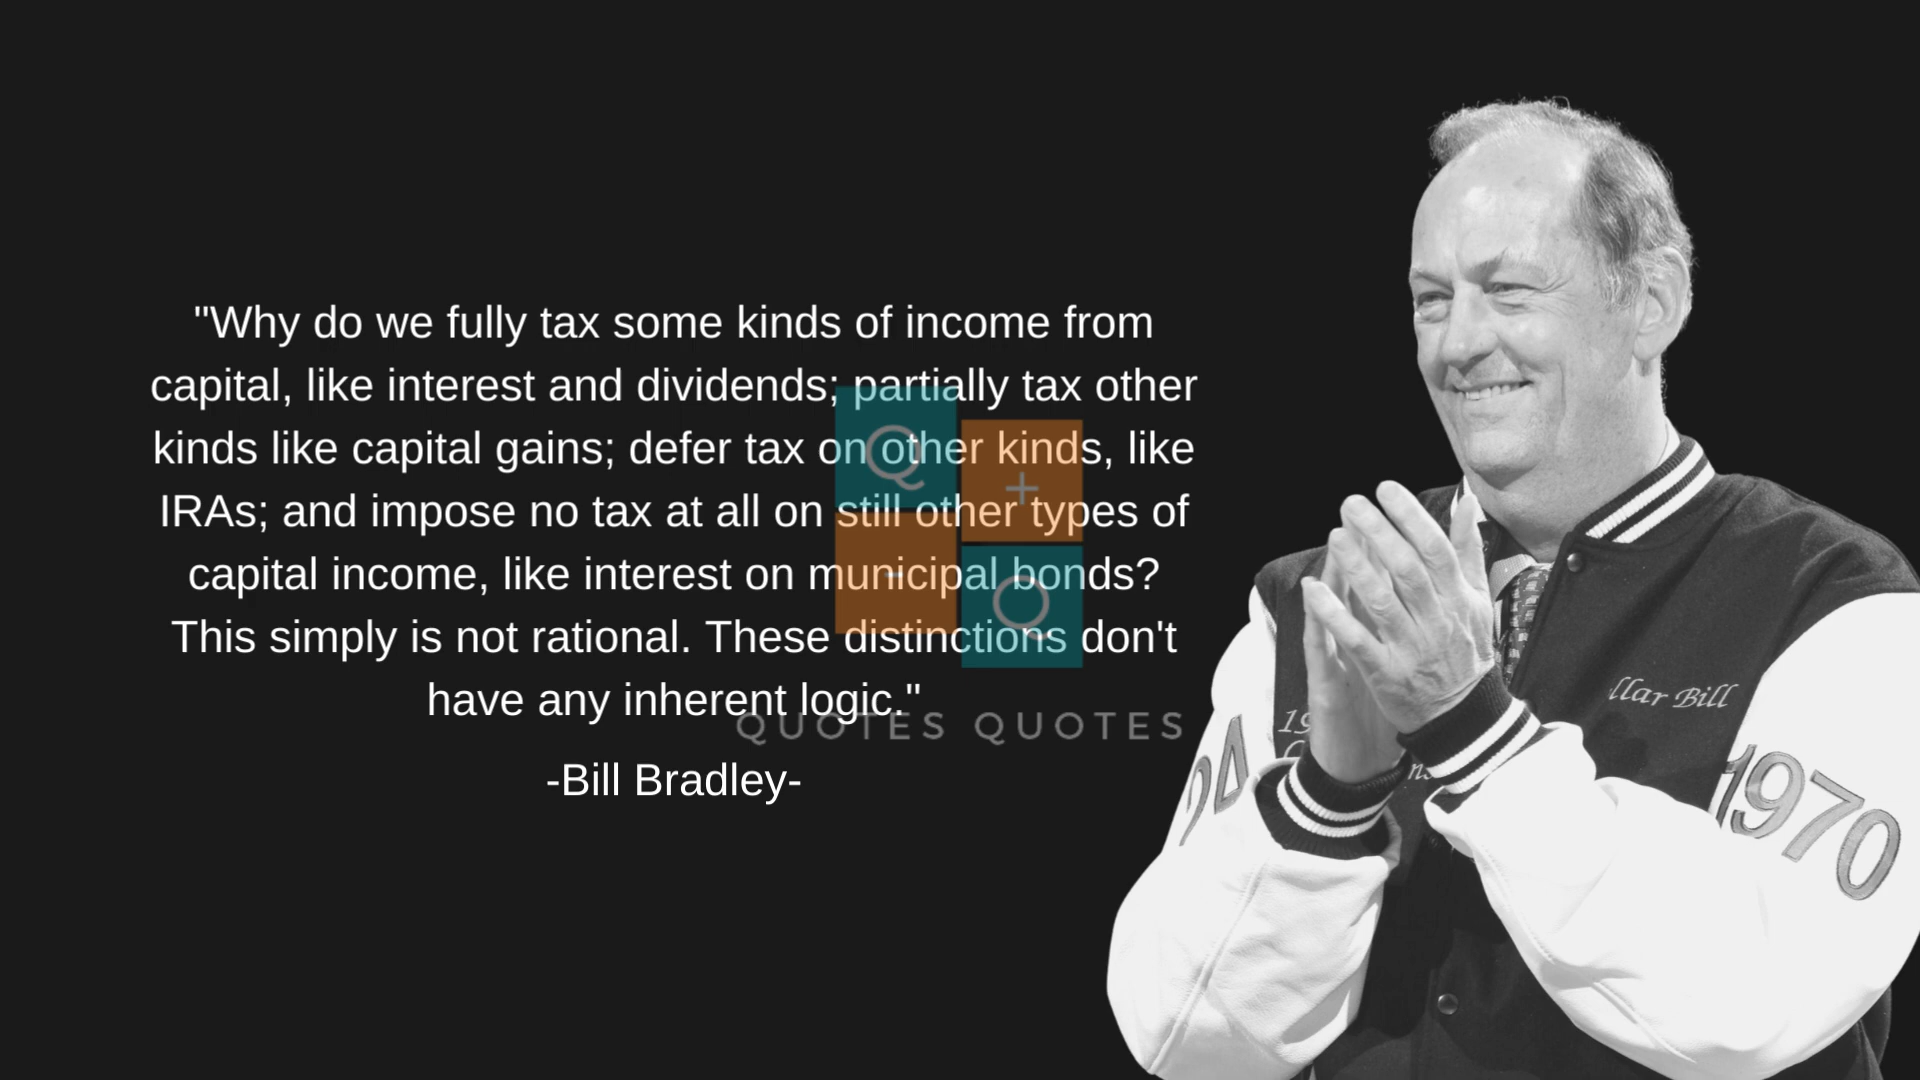 "Why do we fully tax some kinds of income from
capital, like interest and dividends; partially tax other
kinds like capital gains; defer tax on other kinds, like
IRAs; and impose no tax at all on still other types of
capital income, like interest on municipal bonds?
This simply is not rational. These distinctions don't
have any inherent logic."
-Bill Bradley-
Q +
- Q
QUOTES QUOTES
llar Bill
19
24
1970